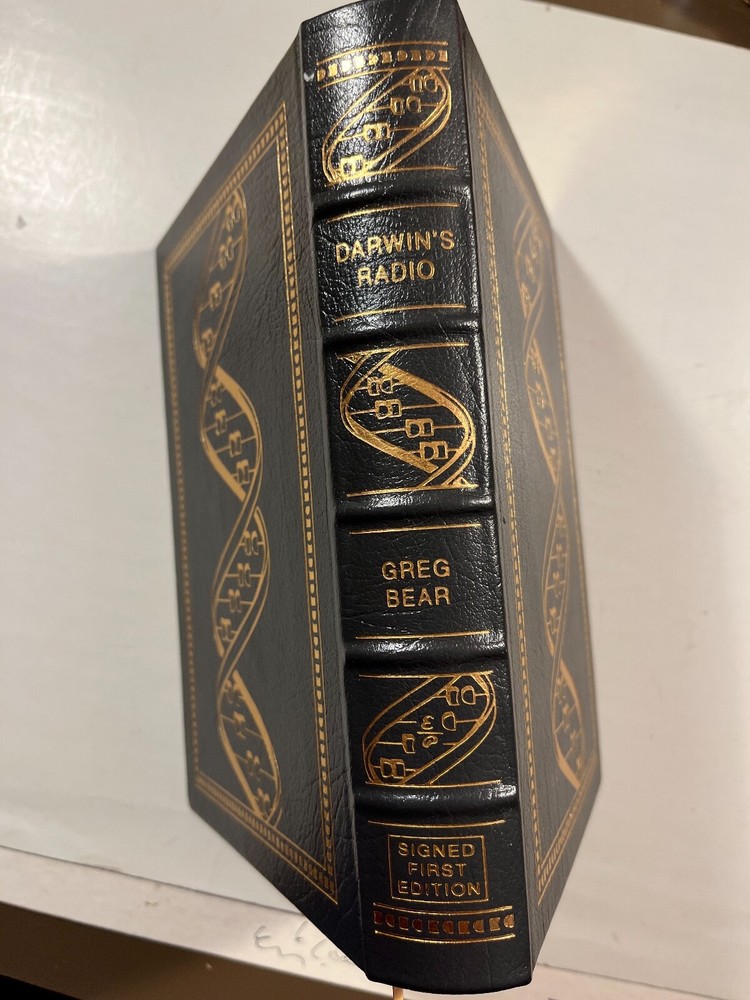 DARWIN'S
RADIO
GREG
BEAR
SIGNED
FIRST
EDITION